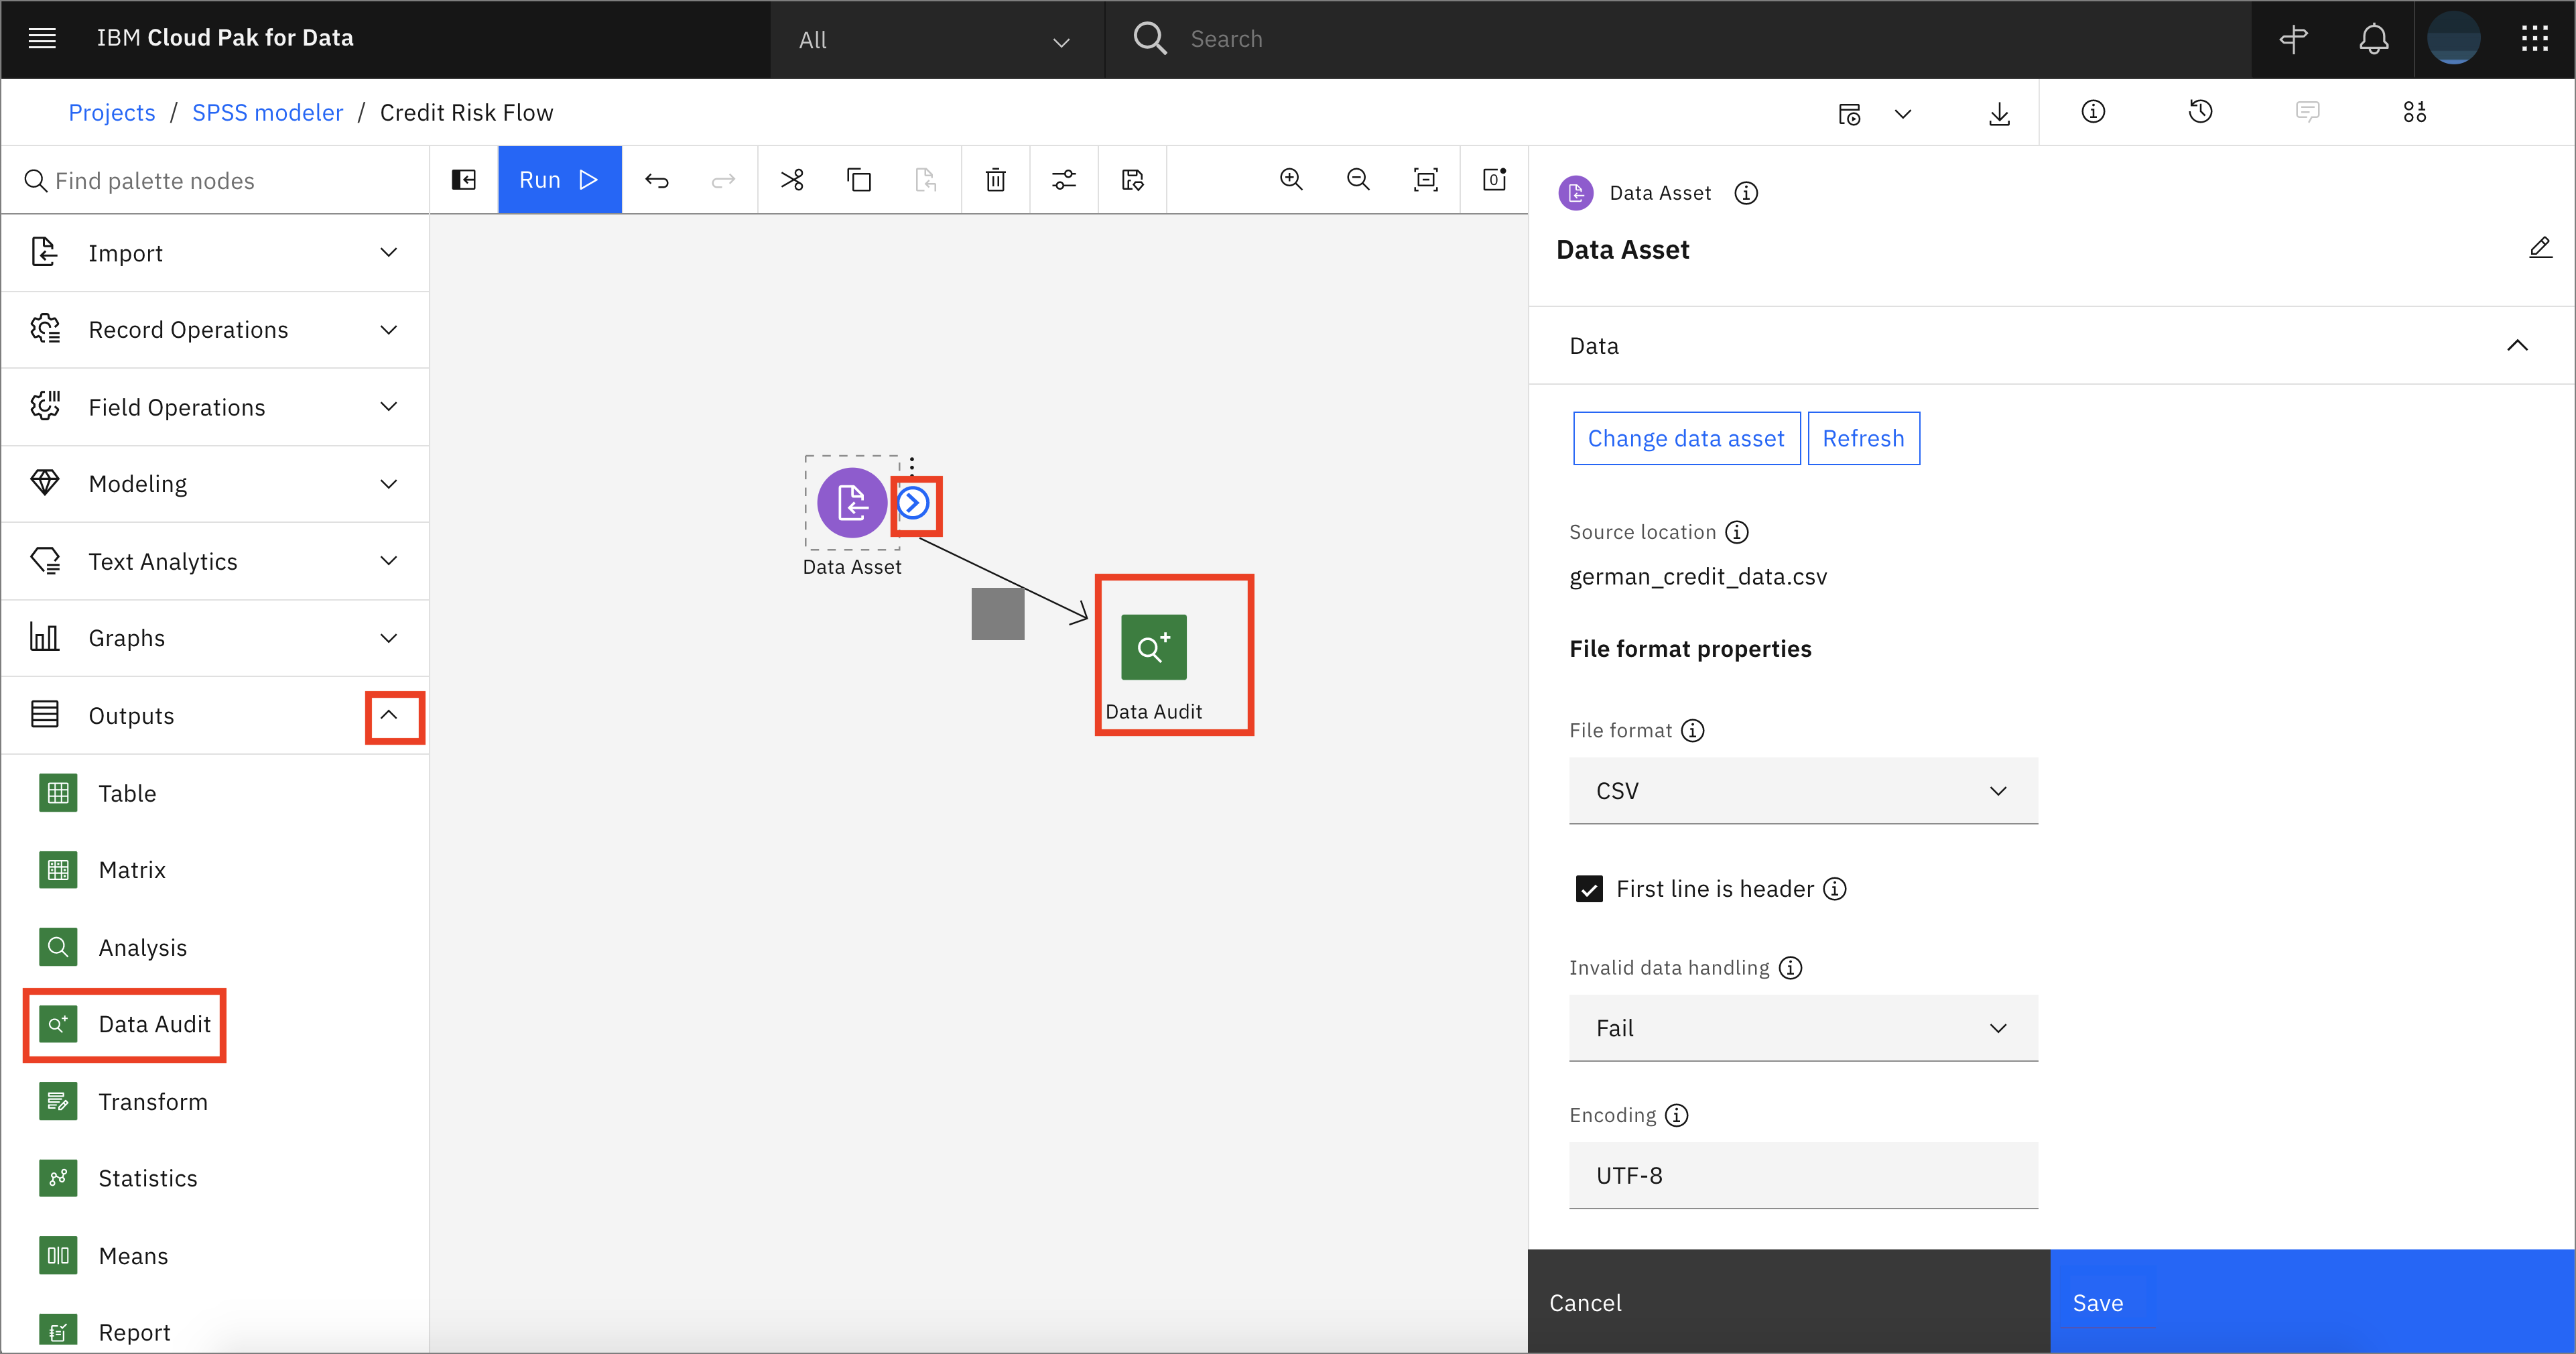 IBM Cloud Pak for Data
All
Search
Projects / SPSS modeler / Credit Risk Flow
Find palette nodes
Run
Import
Record Operations
Field Operations
Modeling
Text Analytics
Graphs
Outputs
Table
Matrix
Analysis
Data Audit
Transform
Statistics
Means
Report
Data Asset
Data Audit
Data Asset
Data Asset
Data
Change data asset
Refresh
Source location
german_credit_data.csv
File format properties
File format
CSV
First line is header
Invalid data handling
Fail
Encoding
UTF-8
Cancel
Save